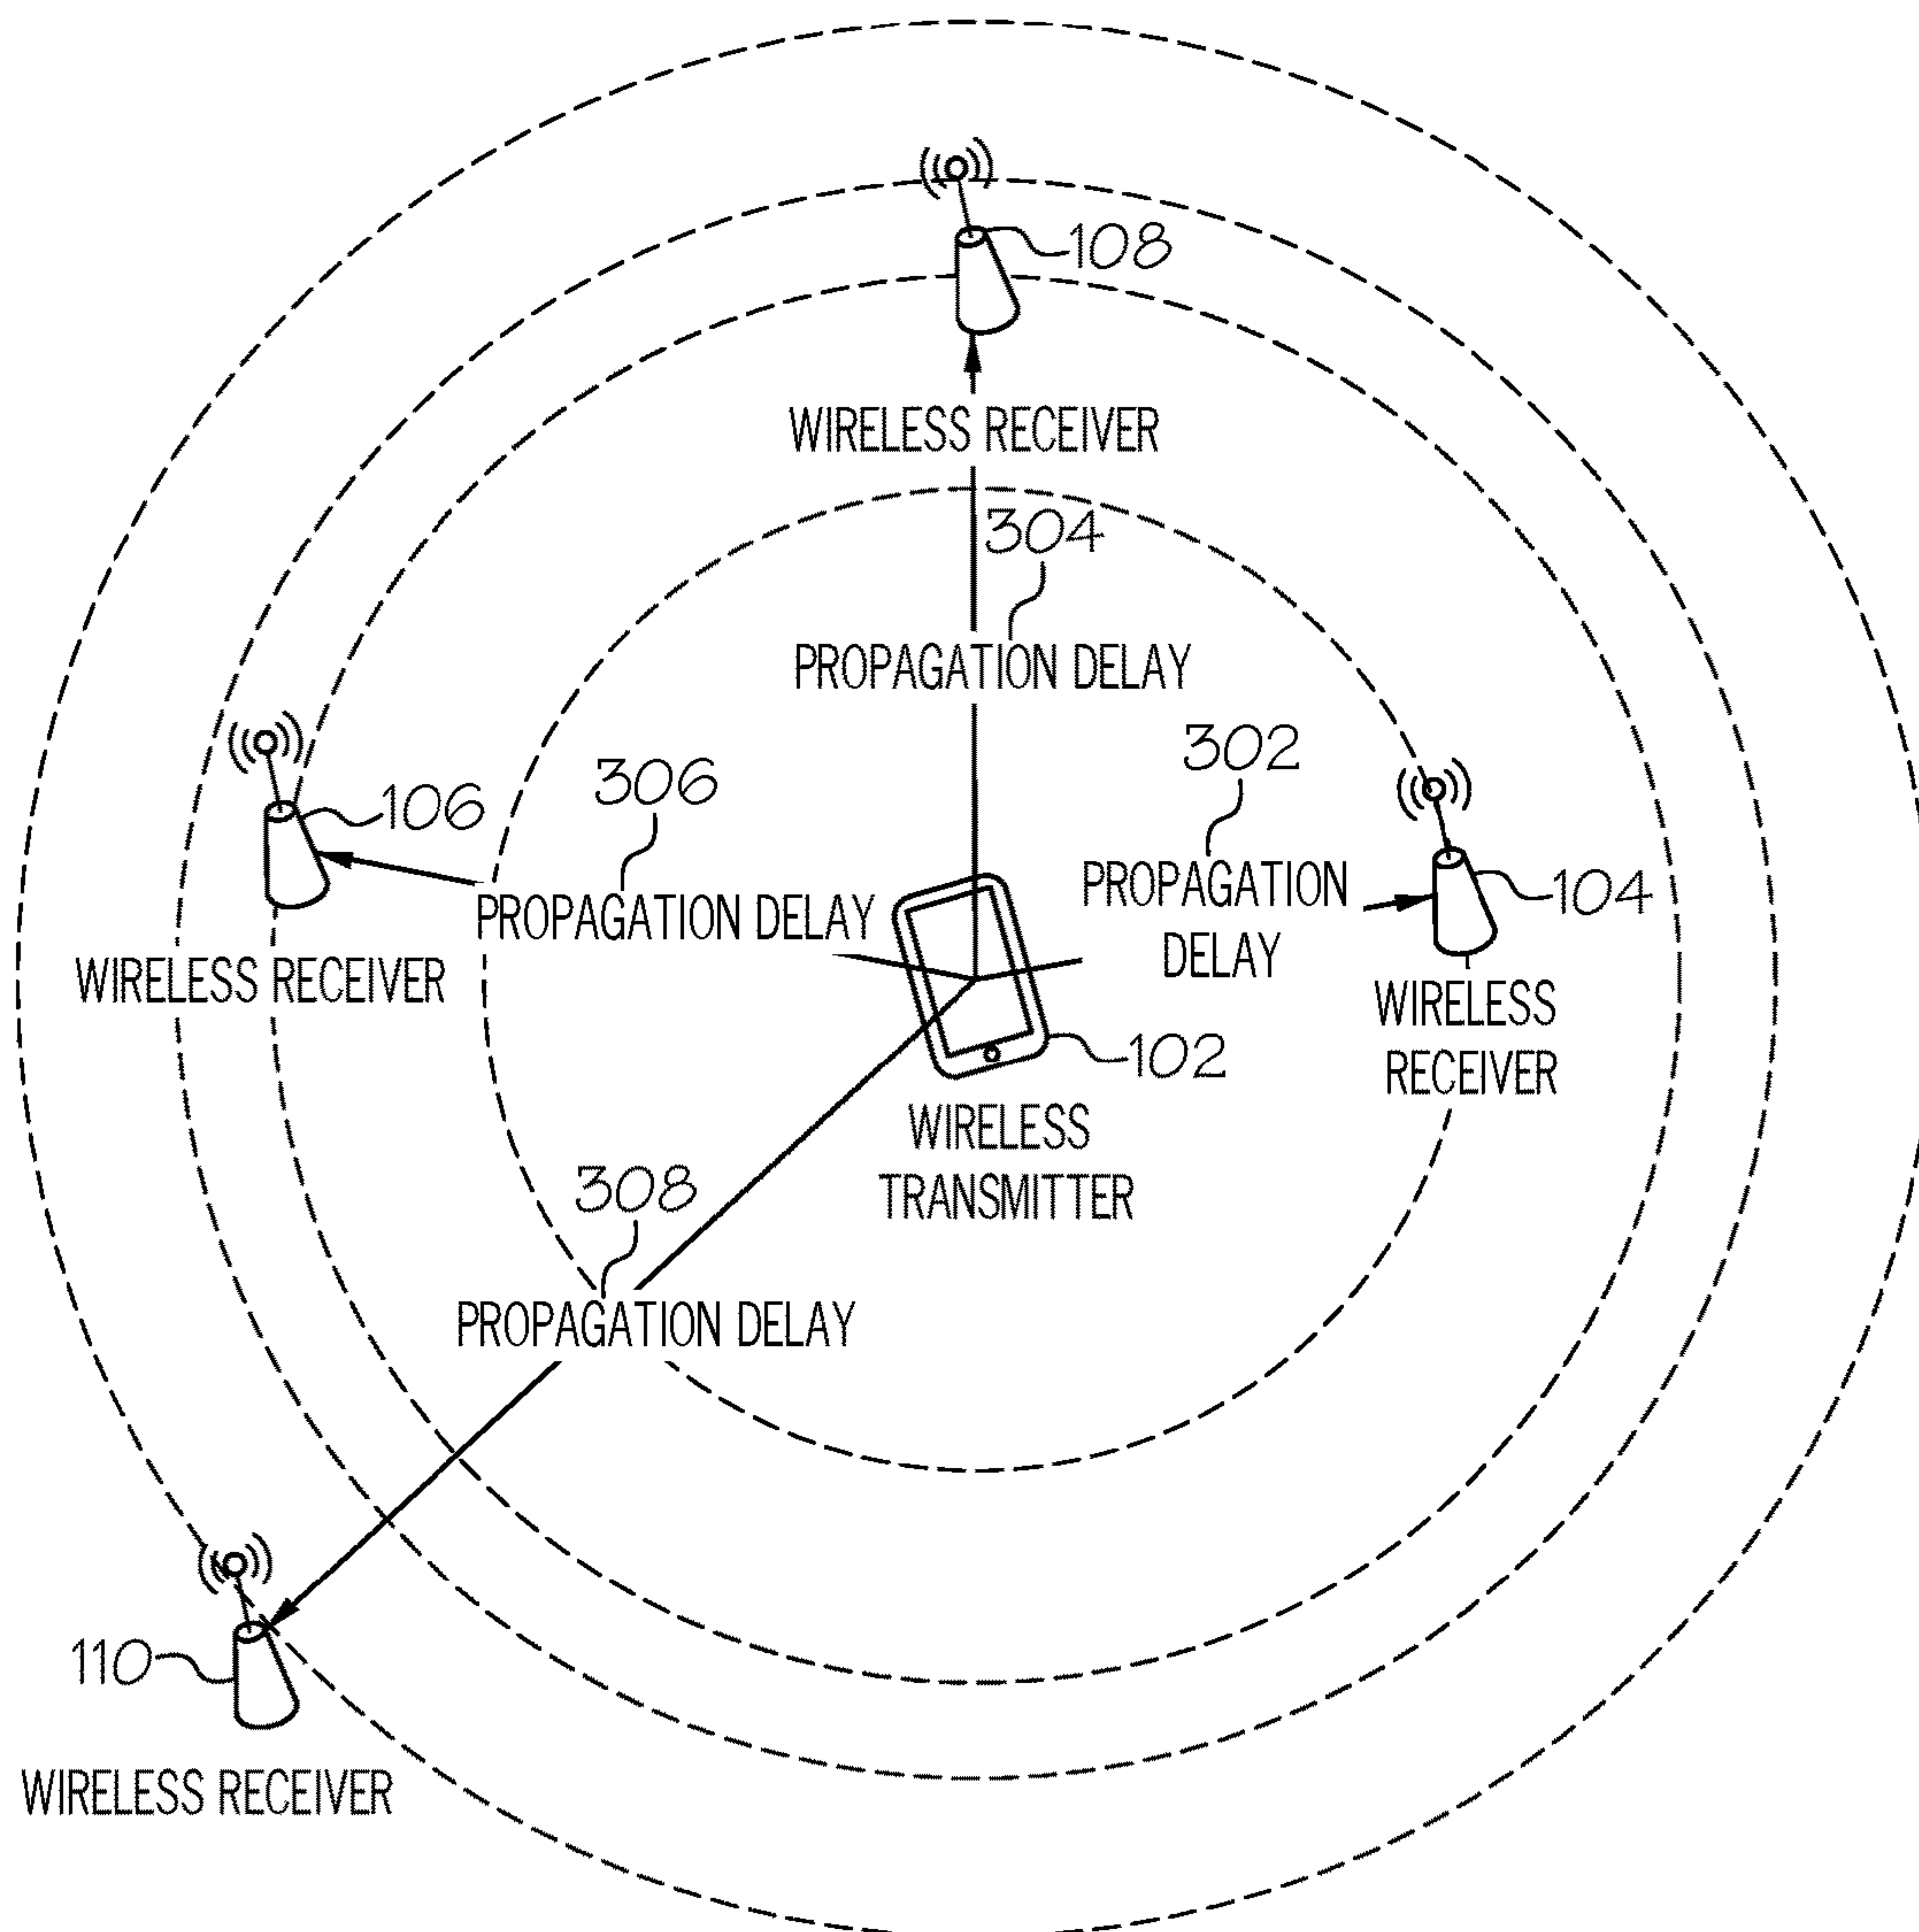 108
WIRELESS RECEIVER
304
PROPAGATION DELAY
302
306
106
PROPAGATION
DELAY
104
PROPAGATION DELAY
WIRELESS RECEIVER
WIRELESS
RECEIVER
102
WIRELESS
TRANSMITTER
308
PROPAGATION DELAY
110
WIRELESS RECEIVER